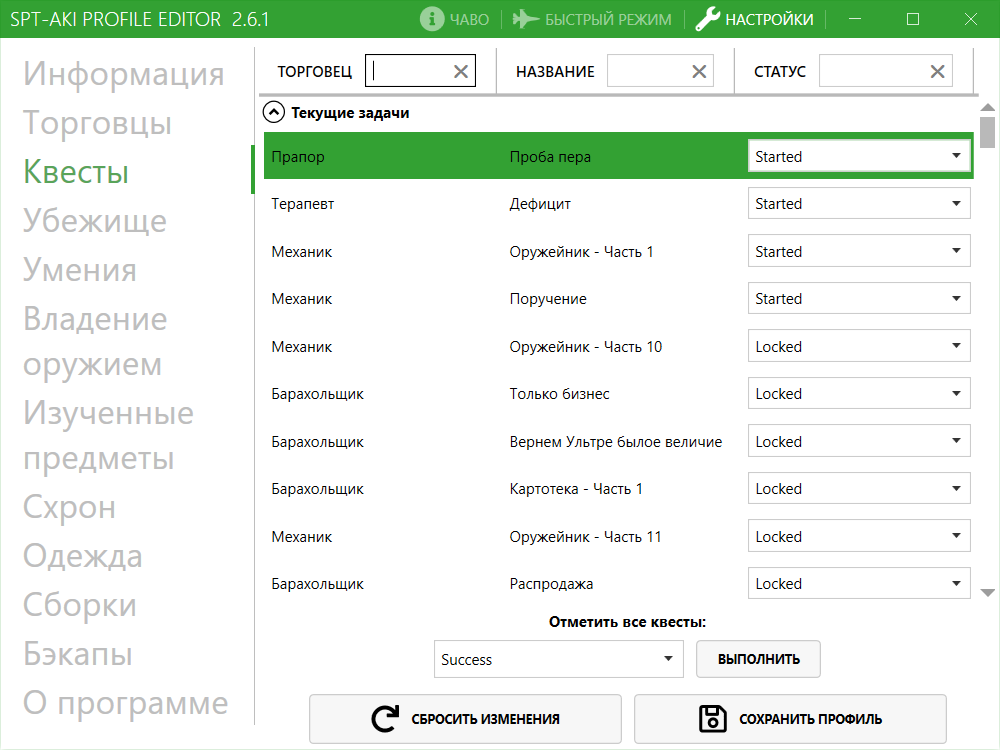 SPT-AKI PROFILE EDITOR 2.6.1
ЧАВО
БЫСТРЫЙ РЕЖИМ
НАСТРОЙКИ
Информация
Торговцы
Квесты
Убежище
Умения
Владение
оружием
Изученные
предметы
Схрон
Одежда
Сборки
Бэкапы
О программе
ТОРГОВЕЦ НАЗВАНИЕ СТАТУС
Текущие задачи
Прапор Проба пера Started
Терапевт Дефицит Started
Механик Оружейник - Часть 1 Started
Механик Поручение Started
Механик Оружейник - Часть 10 Locked
Барахольщик Только бизнес Locked
Барахольщик Вернем Ультре былое величие Locked
Барахольщик Картотека - Часть 1 Locked
Механик Оружейник - Часть 11 Locked
Барахольщик Распродажа Locked
Отметить все квесты:
Success ВЫПОЛНИТЬ
СБРОСИТЬ ИЗМЕНЕНИЯ СОХРАНИТЬ ПРОФИЛЬ